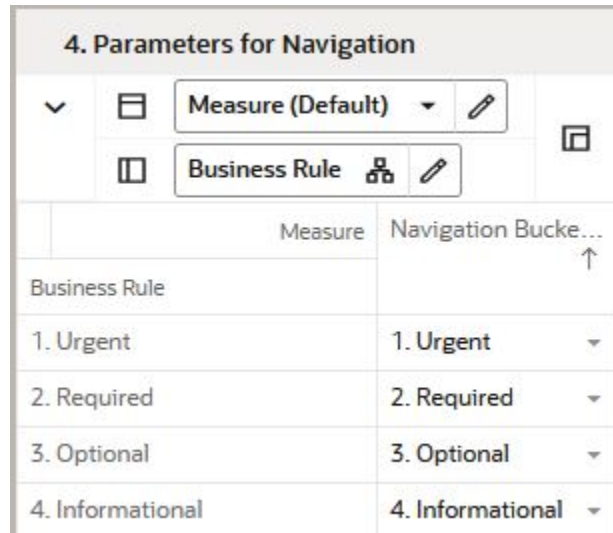 4. Parameters for Navigation
Measure (Default)
Business Rule
Measure Navigation Bucke...
Business Rule
1. Urgent 1. Urgent
2. Required 2. Required
3. Optional 3. Optional
4. Informational 4. Informational